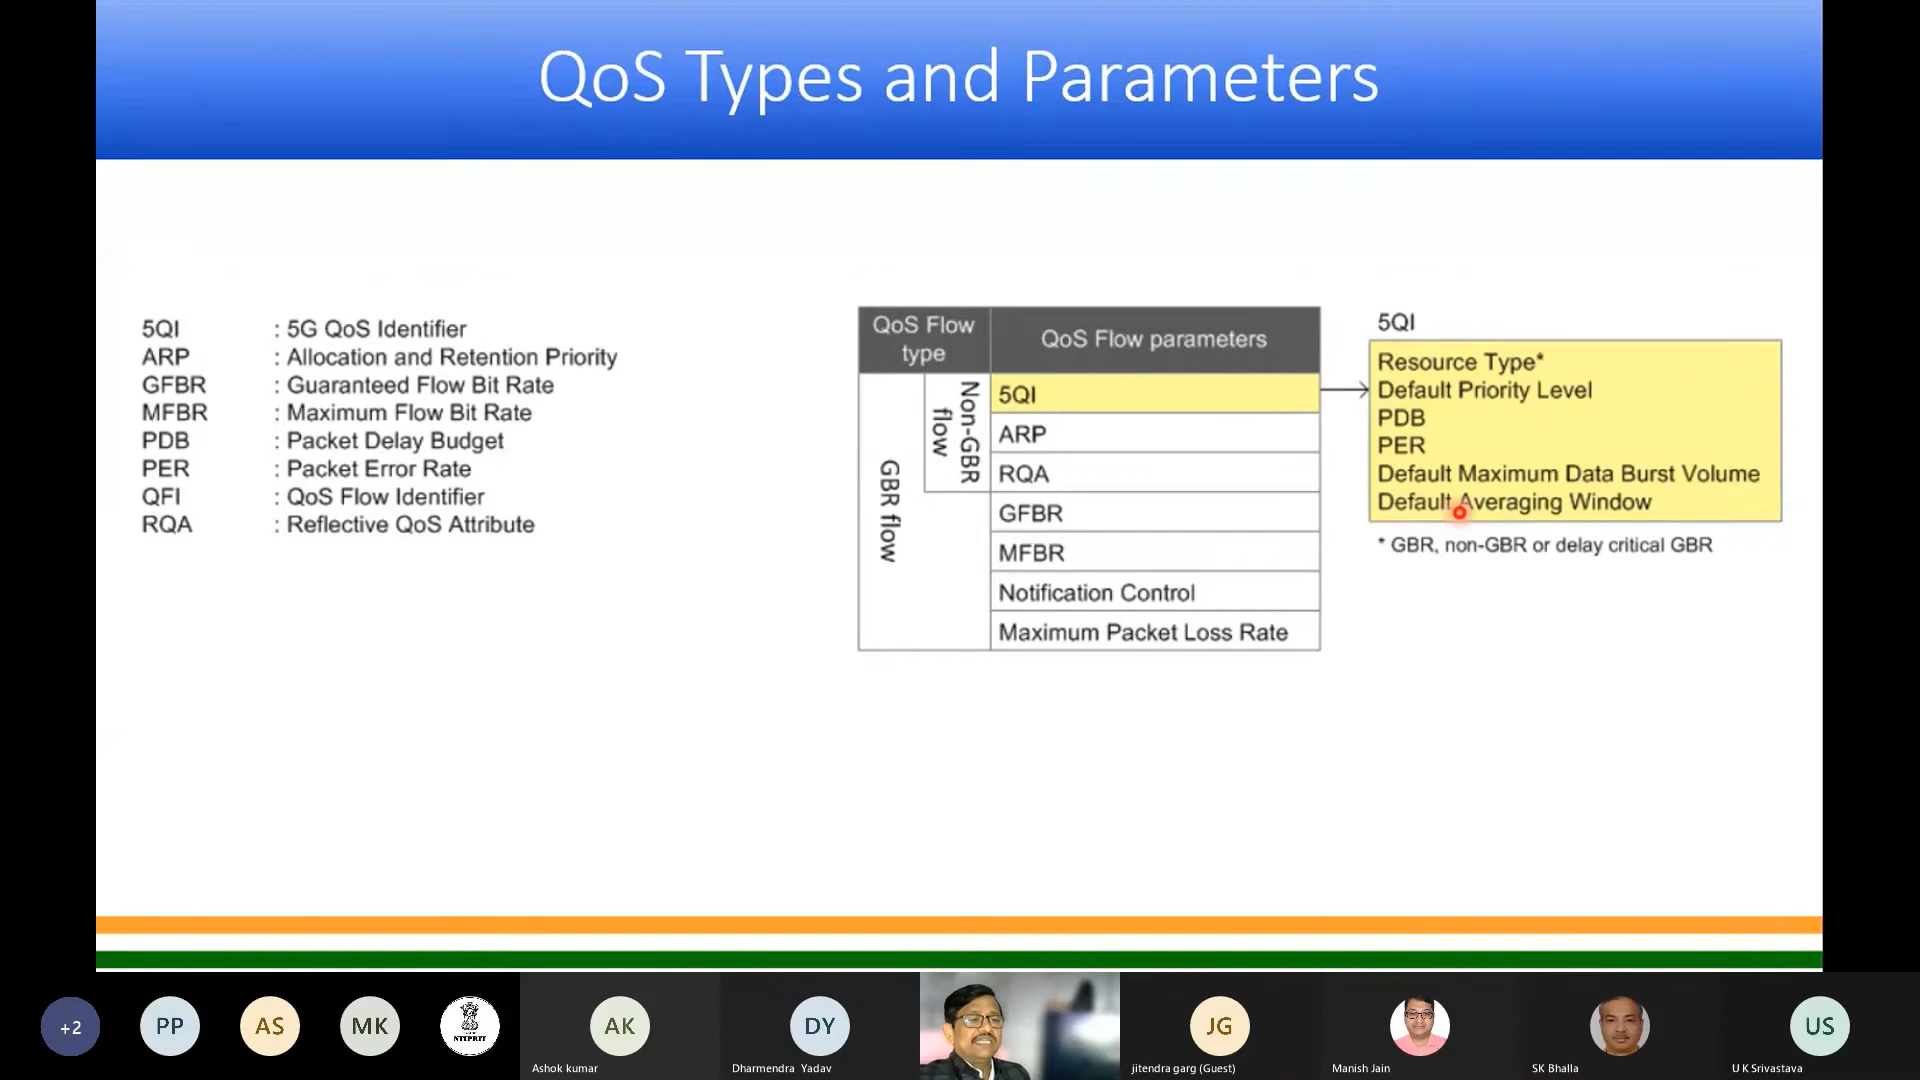 QoS Types and Parameters
5QI : 5G QoS Identifier
ARP : Allocation and Retention Priority
GFBR : Guaranteed Flow Bit Rate
MFBR : Maximum Flow Bit Rate
PDB : Packet Delay Budget
PER : Packet Error Rate
QFI : QoS Flow Identifier
RQA : Reflective QoS Attribute
QoS Flow
type
QoS Flow parameters
GBR flow
Non-GBR
flow
5QI
ARP
RQA
GFBR
MFBR
Notification Control
Maximum Packet Loss Rate
5QI
Resource Type*
Default Priority Level
PDB
PER
Default Maximum Data Burst Volume
Default Averaging Window
* GBR, non-GBR or delay critical GBR
+2
PP
AS
MK
NTIPRIT
AK
Ashok kumar
DY
Dharmendra Yadav
JG
jitendra garg (Guest)
Manish Jain
SK Bhalla
US
U K Srivastava